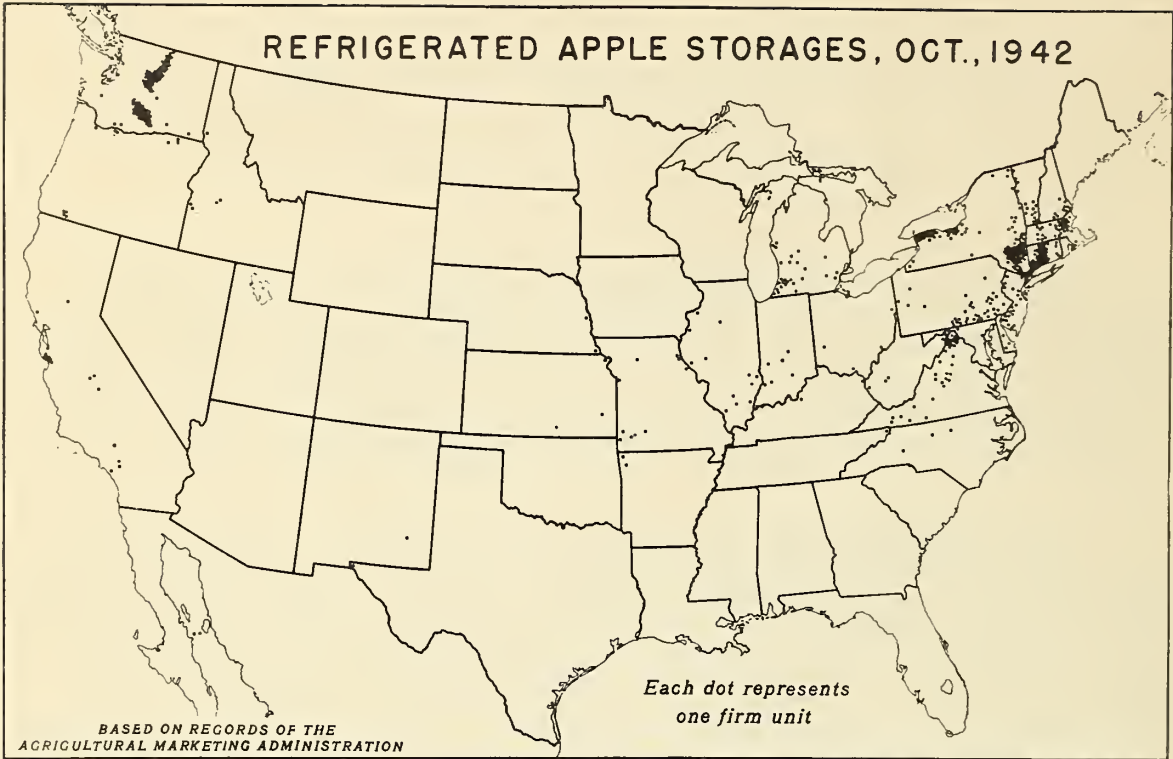 REFRIGERATED APPLE STORAGES, OCT., 1942
Each dot represents
one firm unit
BASED ON RECORDS OF THE
AGRICULTURAL MARKETING ADMINISTRATION